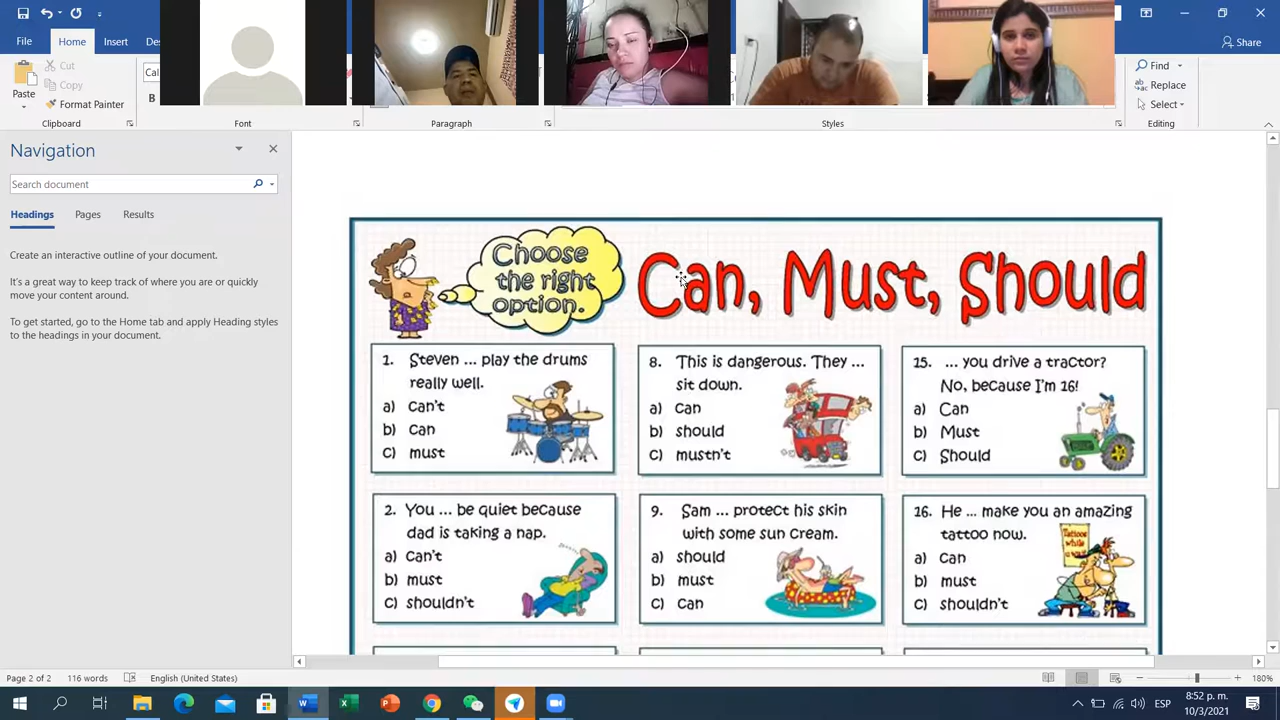 File
Home
Insert
Share
Cut
Copy
Paste
Format Painter
B
Find
Replace
Select
Clipboard
Font
Paragraph
Styles
Editing
Navigation
Search document
Headings
Pages
Results
Create an interactive outline of your document.
It's a great way to keep track of where you are or quickly
move your content around.
To get started, go to the Home tab and apply Heading styles
to the headings in your document.
Choose
the right
option.
Can, Must, Should
1. Steven ... play the drums
really well.
a) can't
b) can
c) must
2. You ... be quiet because
dad is taking a nap.
a) can't
b) must
c) shouldn't
8. This is dangerous. They ...
sit down.
a) can
b) should
c) mustn't
9. Sam ... protect his skin
with some sun cream.
a) should
b) must
c) can
15. ... you drive a tractor?
No, because I'm 16!
a) Can
b) Must
c) Should
16. He ... make you an amazing
tattoo now.
a) can
b) must
c) shouldn't
Page 2 of 2
116 words
English (United States)
180%
ESP
8:52 p. m.
10/3/2021